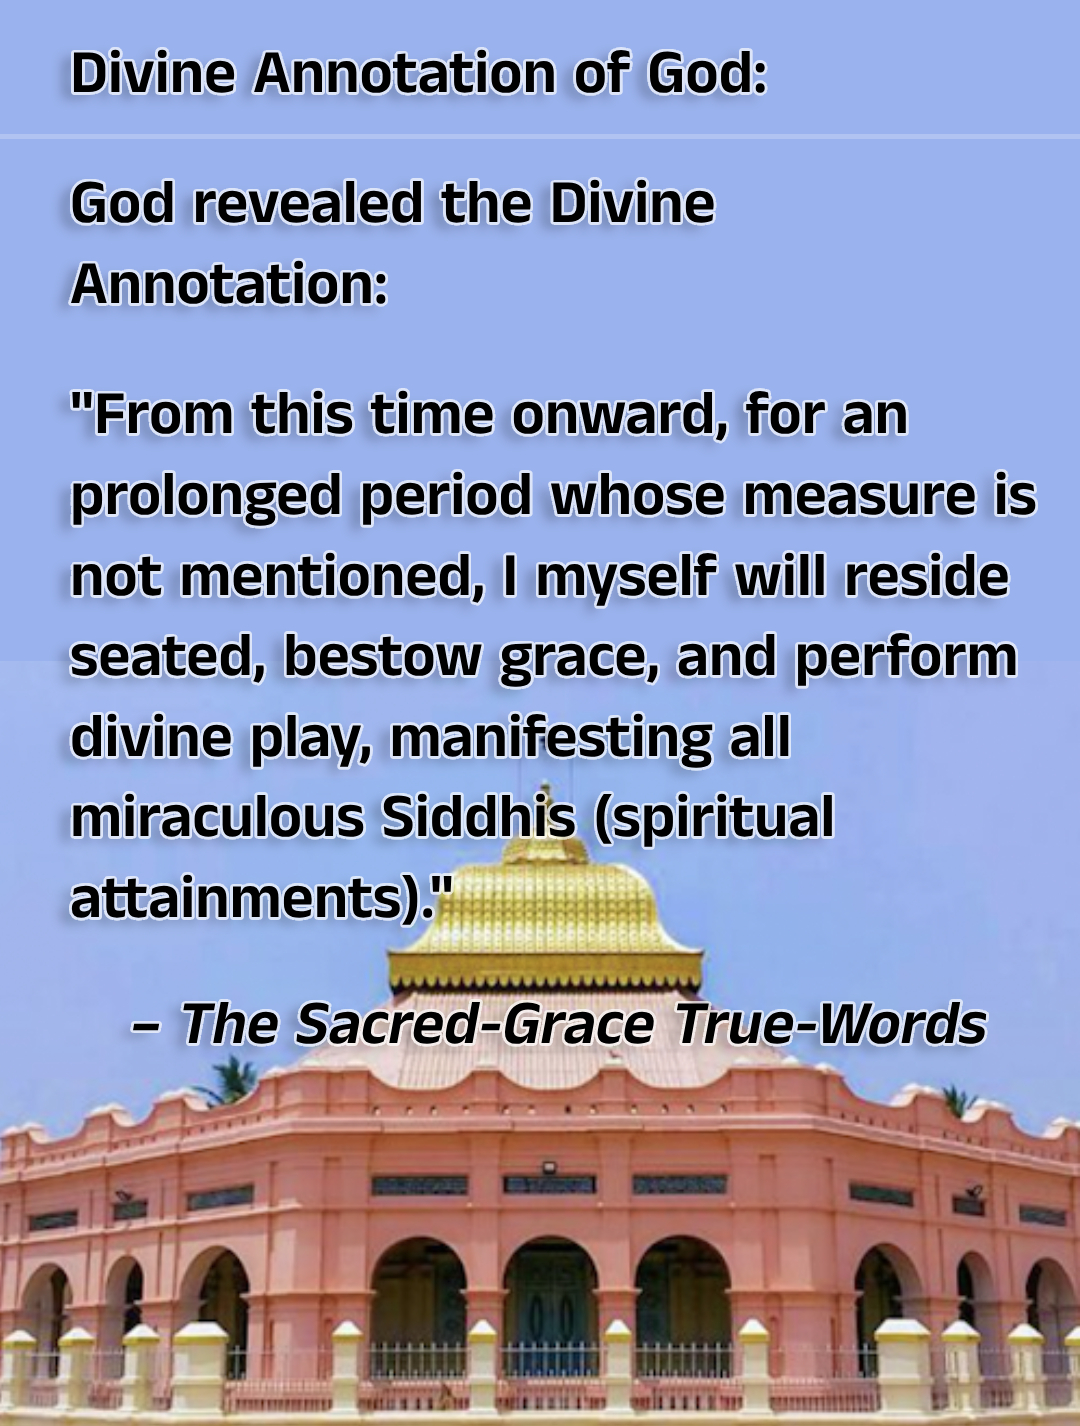 Divine Annotation of God:
God revealed the Divine
Annotation:
"From this time onward, for an
prolonged period whose measure is
not mentioned, I myself will reside
seated, bestow grace, and perform
divine play, manifesting all
miraculous Siddhis (spiritual
attainments)."
– The Sacred-Grace True-Words